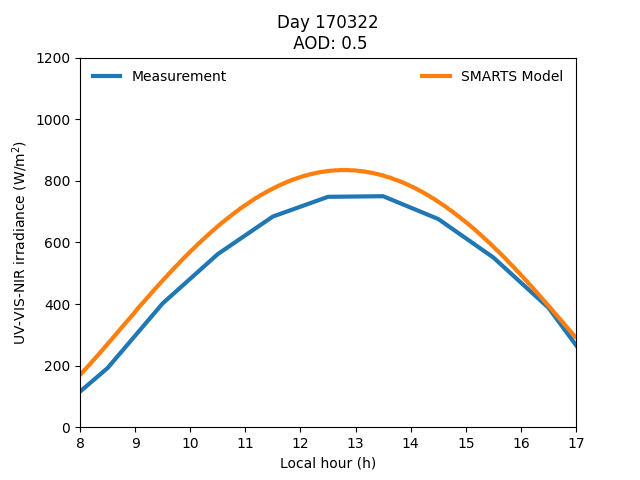 Day 170322
AOD: 0.5
Measurement
SMARTS Model
UV-VIS-NIR irradiance (W/m²)
1200
1000
800
600
400
200
0
8 9 10 11 12 13 14 15 16 17
Local hour (h)